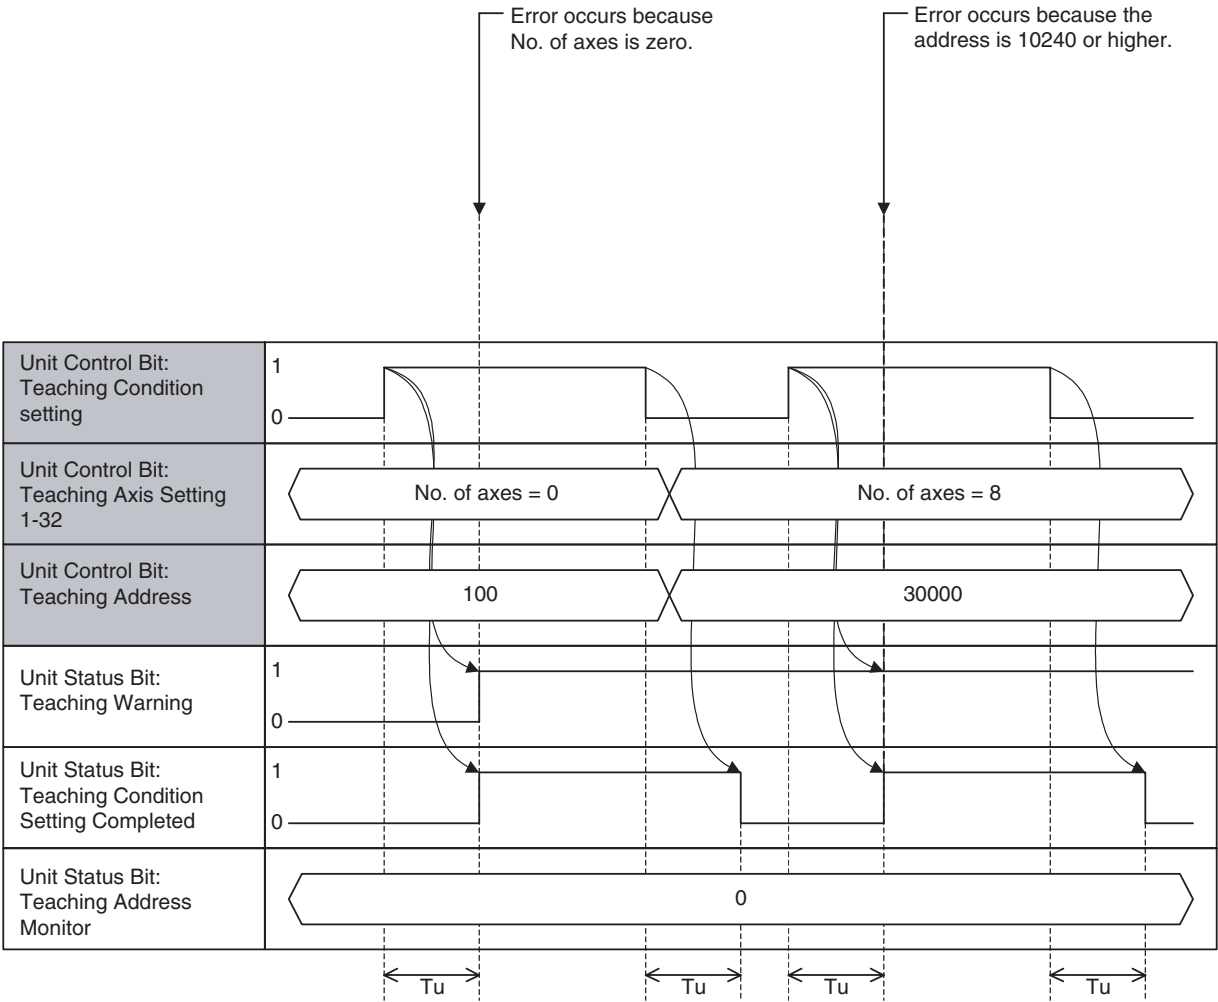 Error occurs because
No. of axes is zero.
Error occurs because the
address is 10240 or higher.
Unit Control Bit:
Teaching Condition
setting
1
0
Unit Control Bit:
Teaching Axis Setting
1-32
No. of axes = 0
No. of axes = 8
Unit Control Bit:
Teaching Address
100
30000
Unit Status Bit:
Teaching Warning
1
0
Unit Status Bit:
Teaching Condition
Setting Completed
1
0
Unit Status Bit:
Teaching Address
Monitor
0
Tu
Tu
Tu
Tu